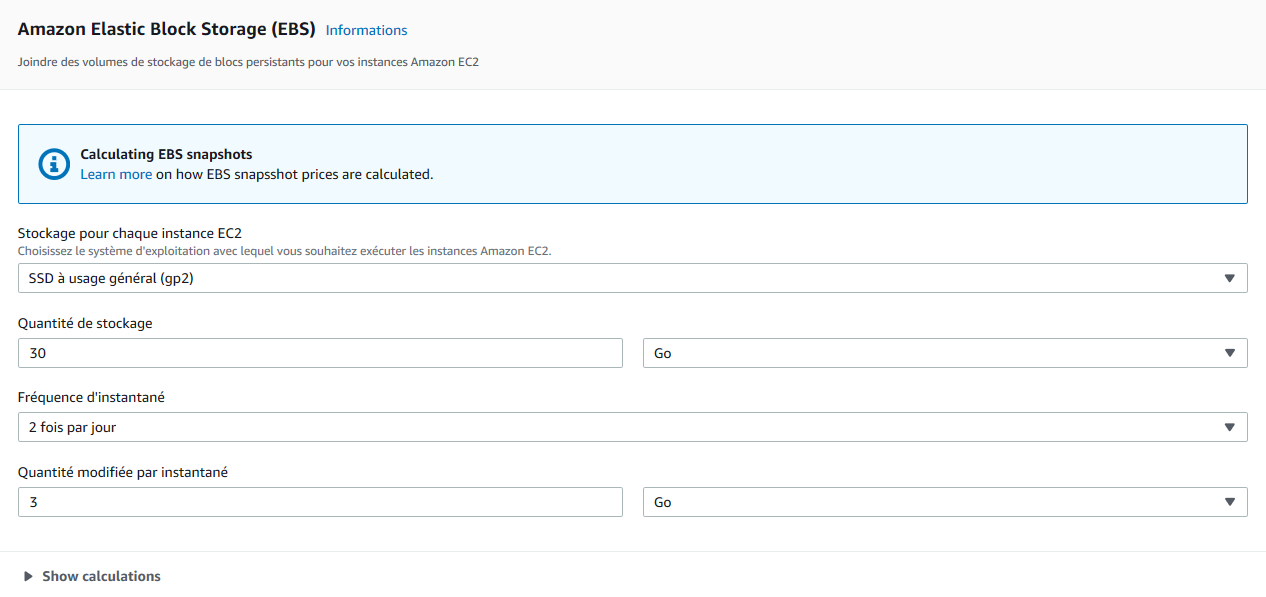 Amazon Elastic Block Storage (EBS) Informations
Joindre des volumes de stockage de blocs persistants pour vos instances Amazon EC2
Calculating EBS snapshots
Learn more on how EBS snapsshot prices are calculated.
Stockage pour chaque instance EC2
Choisissez le système d'exploitation avec lequel vous souhaitez exécuter les instances Amazon EC2.
SSD à usage général (gp2)
Quantité de stockage
30 Go
Fréquence d'instantané
2 fois par jour
Quantité modifiée par instantané
3 Go
Show calculations